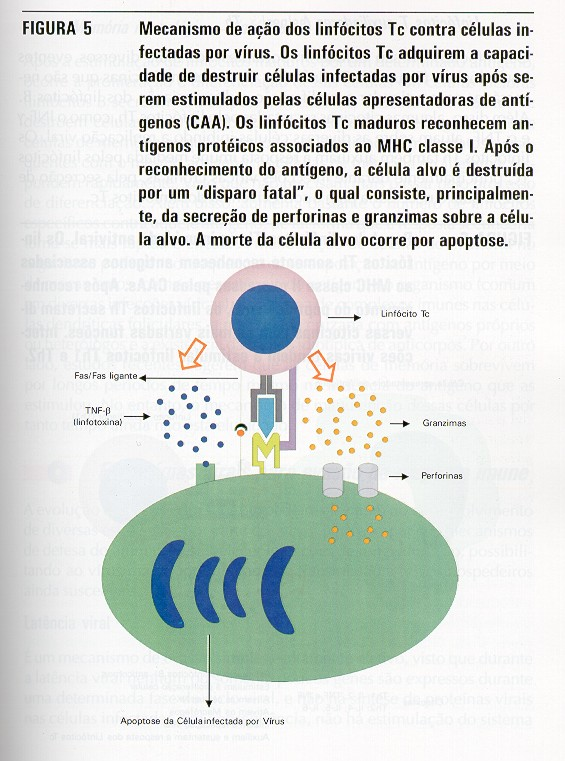 FIGURA 5
Mecanismo de ação dos linfócitos Tc contra células in-
fectadas por vírus. Os linfócitos Tc adquirem a capaci-
dade de destruir células infectadas por vírus após se-
rem estimulados pelas células apresentadoras de antí-
genos (CAA). Os linfócitos Tc maduros reconhecem an-
tígenos protéicos associados ao MHC classe I. Após o
reconhecimento do antígeno, a célula alvo é destruída
por um “disparo fatal”, o qual consiste, principalmen-
te, da secreção de perforinas e granzimas sobre a célu-
la alvo. A morte da célula alvo ocorre por apoptose.
Linfócito Tc
Fas/Fas ligante
TNF-β
(linfotoxina)
Granzimas
Perforinas
Apoptose da Célula infectada por Vírus